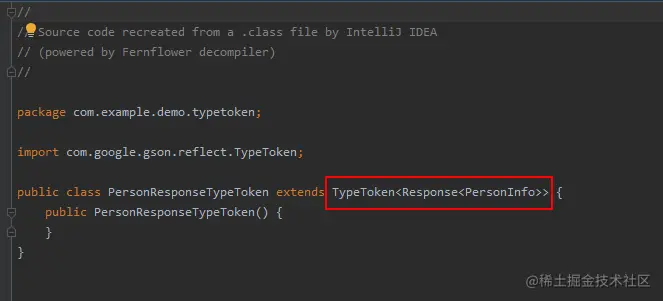 //
// Source code recreated from a .class file by IntelliJ IDEA
// (powered by Fernflower decompiler)
//
package com.example.demo.typetoken;
import com.google.gson.reflect.TypeToken;
public class PersonResponseTypeToken extends TypeToken<Response<PersonInfo>> {
    public PersonResponseTypeToken() {
    }
}
@稀土掘金技术社区